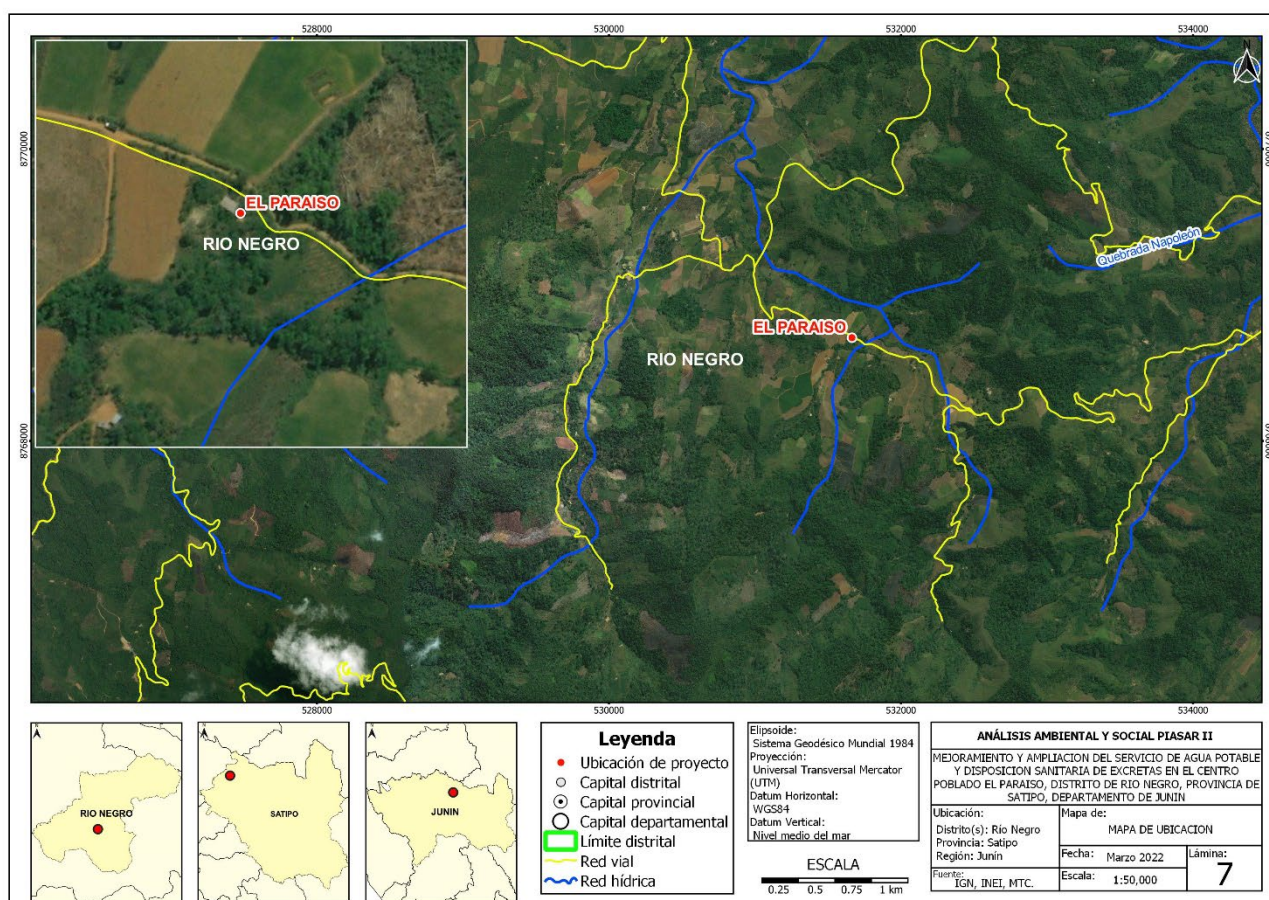 528000
530000
532000
534000
8770000
8770000
N
EL PARAISO
RIO NEGRO
Quebrada Napoleón
EL PARAISO
RIO NEGRO
8768000
8768000
528000
530000
532000
534000
N
RIO NEGRO
N
SATIPO
N
JUNIN
Leyenda
Ubicación de proyecto
Capital distrital
Capital provincial
Capital departamental
Límite distrital
Red vial
Red hídrica
Elipsoide:
Sistema Geodésico Mundial 1984
Proyección:
Universal Transversal Mercator
(UTM)
Datum Horizontal:
WGS84
Datum Vertical:
Nivel medio del mar
ESCALA
0.25 0.5 0.75 1 km
ANÁLISIS AMBIENTAL Y SOCIAL PIASAR II
MEJORAMIENTO Y AMPLIACION DEL SERVICIO DE AGUA POTABLE
Y DISPOSICION SANITARIA DE EXCRETAS EN EL CENTRO
POBLADO EL PARAISO, DISTRITO DE RIO NEGRO, PROVINCIA DE
SATIPO, DEPARTAMENTO DE JUNIN
Ubicación:
Distrito(s): Río Negro
Provincia: Satipo
Región: Junín
Fuente:
IGN, INEI, MTC.
Mapa de:
MAPA DE UBICACION
Fecha: Marzo 2022
Escala: 1:50,000
Lámina:
7